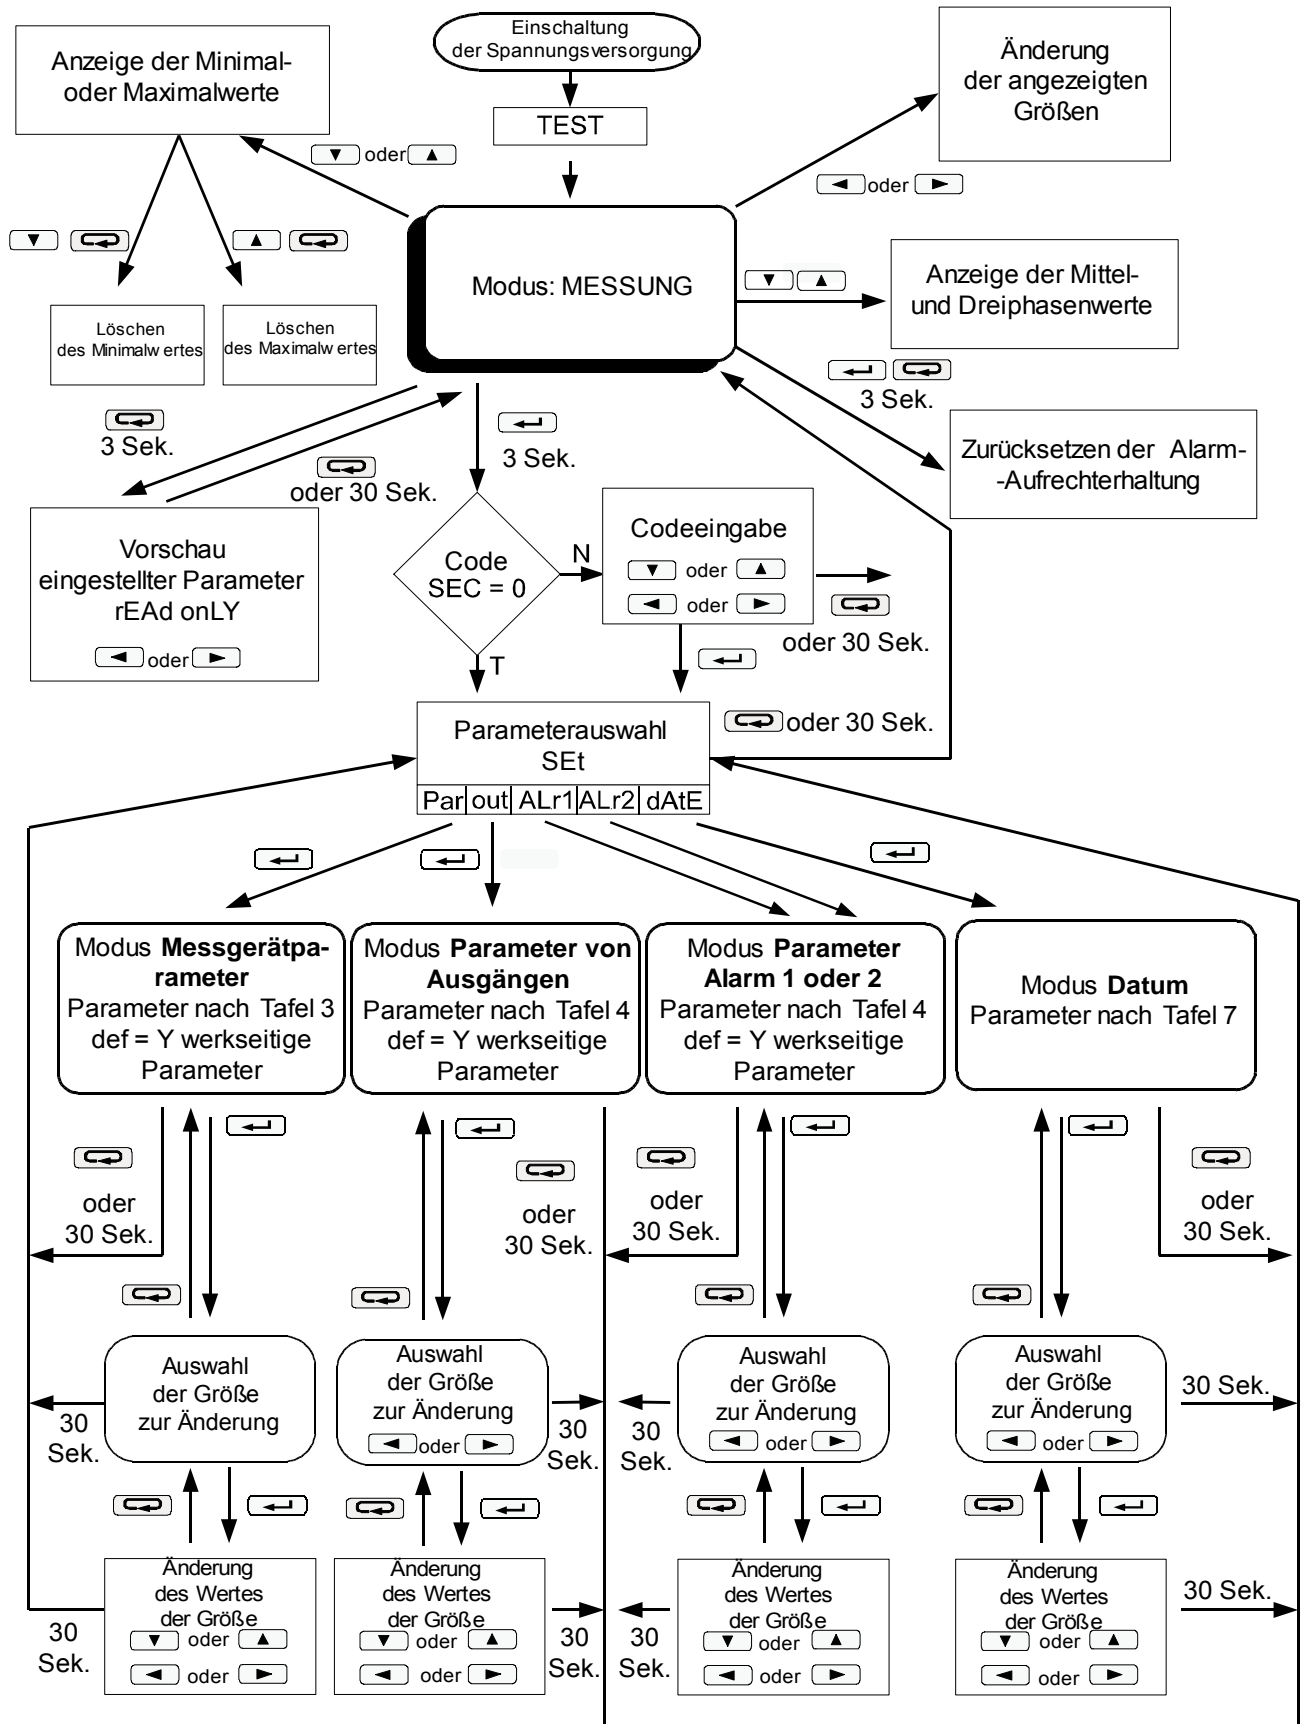 Einschaltung
der Spannungsversorgung
TEST
Anzeige der Minimal-
oder Maximalwerte
oder
Änderung
der angezeigten
Größen
oder
Löschen
des Minimalwertes
Löschen
des Maximalwertes
Modus: MESSUNG
Anzeige der Mittel-
und Dreiphasenwerte
3 Sek.
Zurücksetzen der Alarm-
-Aufrechterhaltung
3 Sek.
oder 30 Sek.
3 Sek.
Vorschau
eingestellter Parameter
rEAd onLY
oder
Code
SEC = 0
N
T
Codeeingabe
oder
oder
oder 30 Sek.
oder 30 Sek.
Parameterauswahl
SEt
Par out ALr1 ALr2 dAtE
Modus Messgerätpa-
rameter
Parameter nach Tafel 3
def = Y werkseitige
Parameter
Modus Parameter von
Ausgängen
Parameter nach Tafel 4
def = Y werkseitige
Parameter
Modus Parameter
Alarm 1 oder 2
Parameter nach Tafel 4
def = Y werkseitige
Parameter
Modus Datum
Parameter nach Tafel 7
oder
30 Sek.
oder
30 Sek.
oder
30 Sek.
oder
30 Sek.
Auswahl
der Größe
zur Änderung
30
Sek.
Auswahl
der Größe
zur Änderung
oder
30
Sek.
Auswahl
der Größe
zur Änderung
oder
30
Sek.
Auswahl
der Größe
zur Änderung
oder
30 Sek.
Änderung
des Wertes
der Größe
oder
oder
30
Sek.
Änderung
des Wertes
der Größe
oder
oder
30
Sek.
Änderung
des Wertes
der Größe
oder
oder
30
Sek.
Änderung
des Wertes
der Größe
oder
oder
30 Sek.